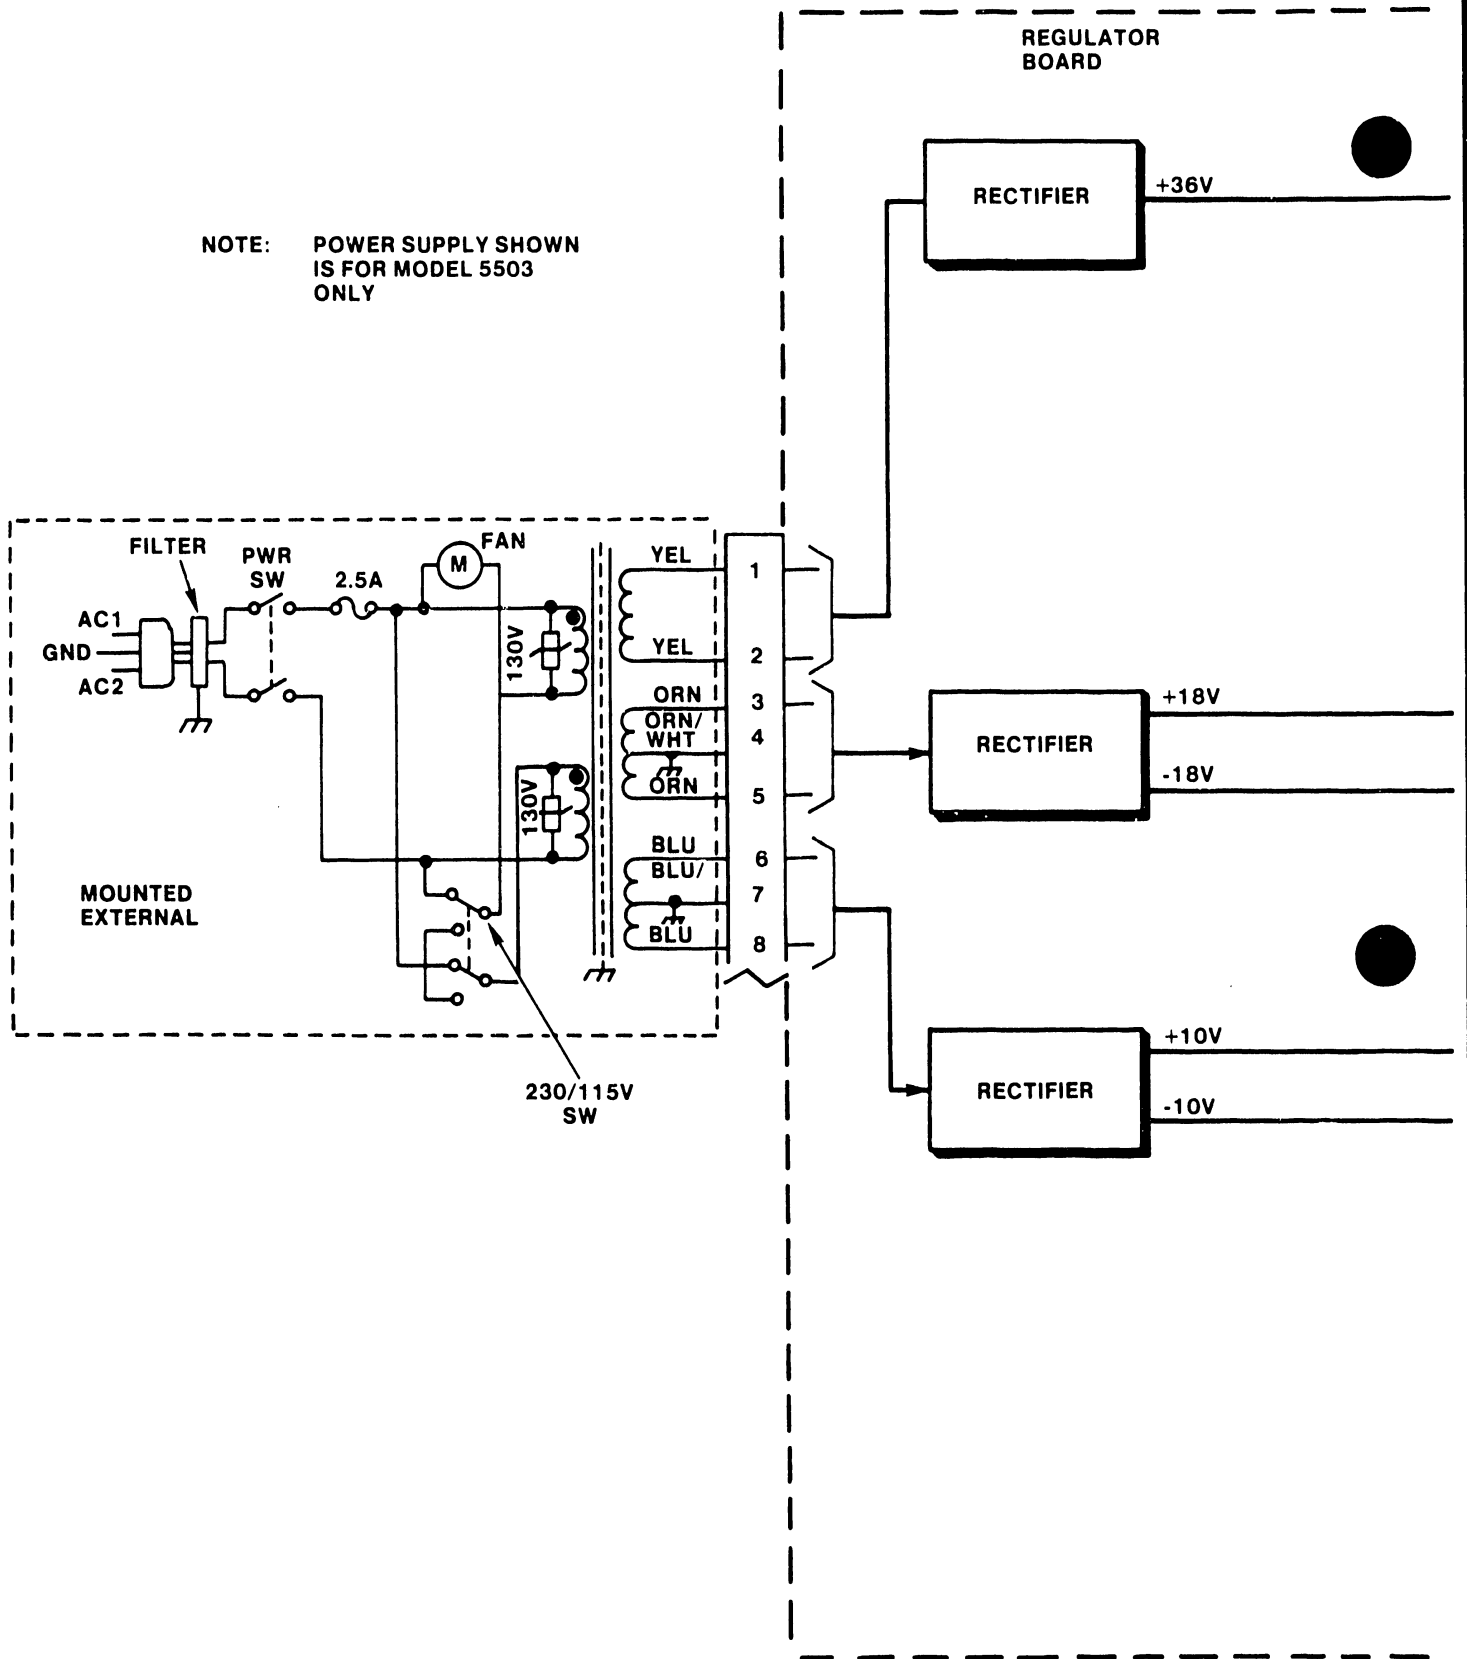 REGULATOR
BOARD
RECTIFIER
+36V
NOTE: POWER SUPPLY SHOWN
IS FOR MODEL 5503
ONLY
FILTER
PWR
SW
2.5A
FAN
M
AC1
GND
AC2
130V
130V
YEL
1
YEL
2
ORN
3
ORN/
WHT
4
ORN
5
BLU
6
BLU/
7
BLU
8
RECTIFIER
+18V
-18V
MOUNTED
EXTERNAL
230/115V
SW
RECTIFIER
+10V
-10V